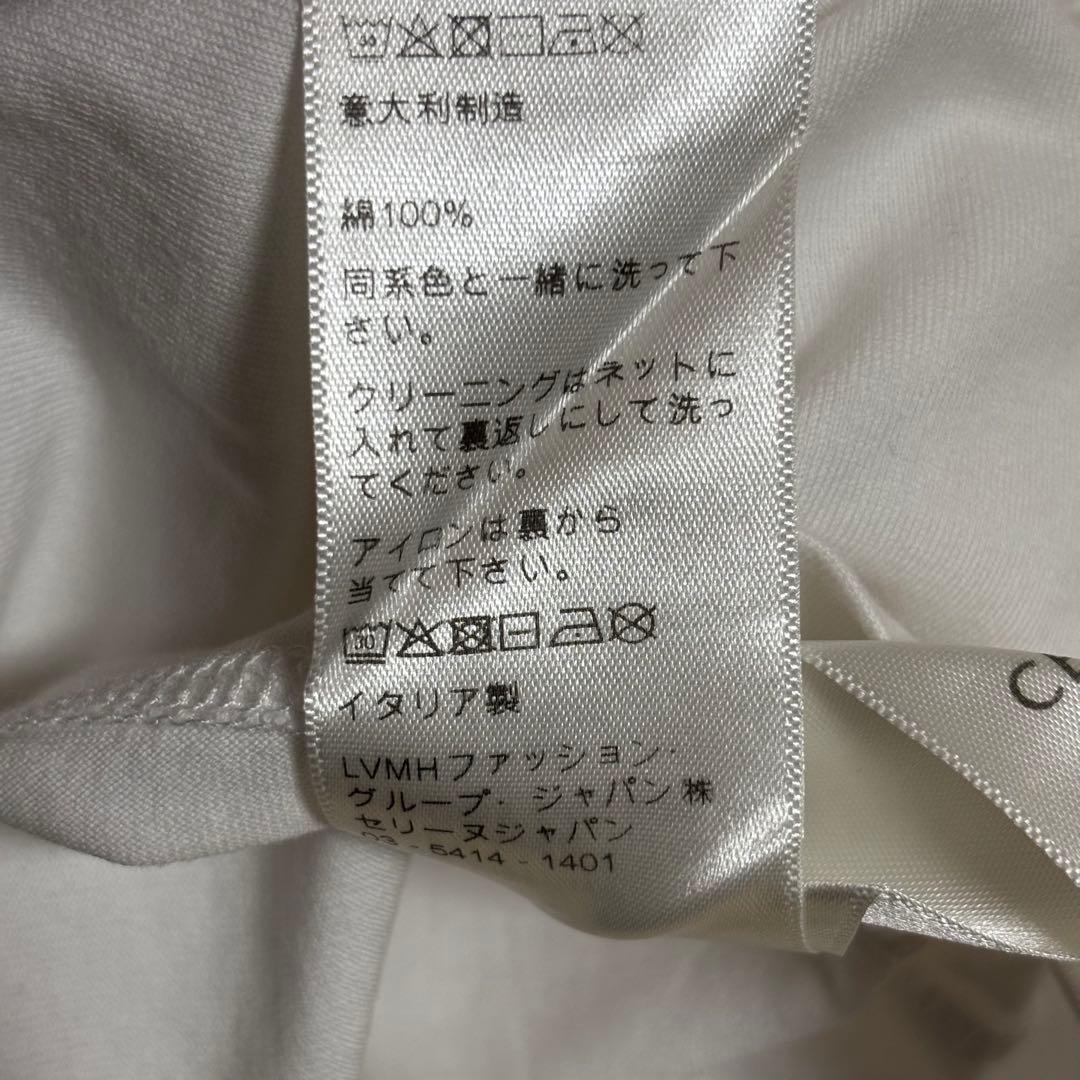 意大利制造
綿100%
同系色と一緒に洗って下
さい。
クリーニングはネットに
入れて裏返しにして洗っ
てください。
アイロンは裏から
当てて下さい。
イタリア製
LVMHファッション・
グループ・ジャパン株
セリーヌジャパン
03-5414-1401